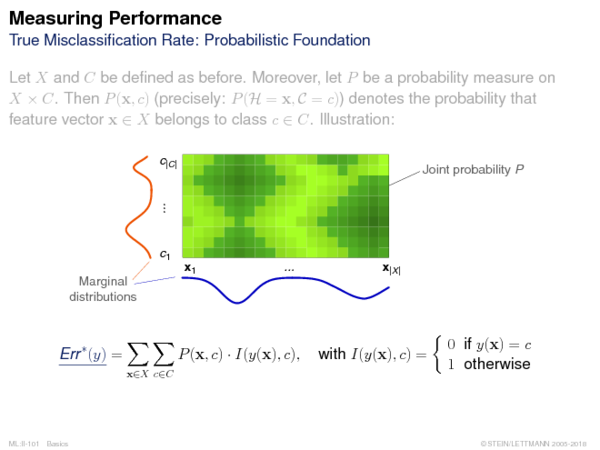 Measuring Performance
True Misclassification Rate: Probabilistic Foundation
Let X and C be defined as before. Moreover, let P be a probability measure on
X × C. Then P(x, c) (precisely: P(ℋ = x, 𝒞 = c)) denotes the probability that
feature vector x ∈ X belongs to class c ∈ C. Illustration:
c|C|
Joint probability P
⋮
c1
x1 ... x|X|
Marginal
distributions
Err*(y) = ∑x∈X ∑c∈C P(x, c) · I(y(x), c), with I(y(x), c) = { 0 if y(x) = c
1 otherwise
ML:II-101 Basics © STEIN/LETTMANN 2005-2018